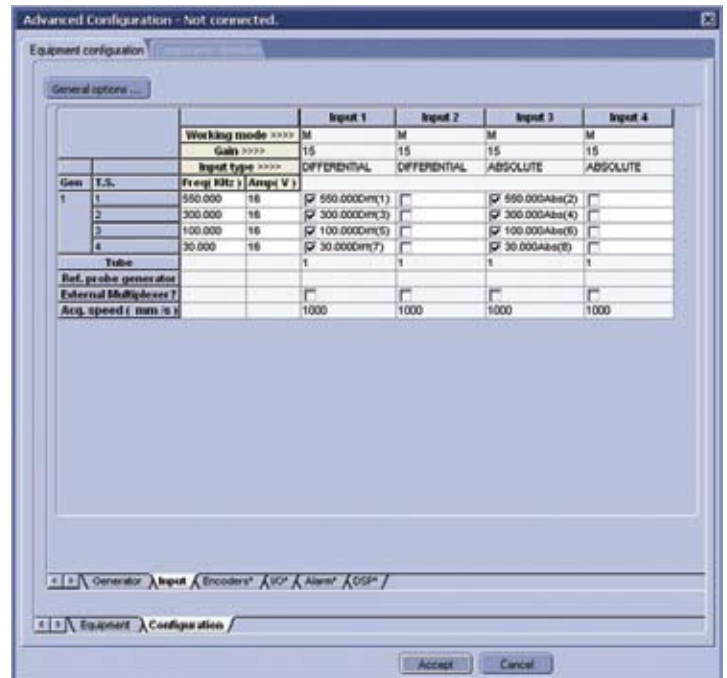 Advanced Configuration - Not connected.
Equipment configuration
General options ...
Input 1 Input 2 Input 3 Input 4
Working mode >>>> M M M M
Gain >>>> 15 15 15 15
Input type >>>> DIFFERENTIAL DIFFERENTIAL ABSOLUTE ABSOLUTE
Gen T.S. Freq( KHz ) Amp( V )
1 1 550.000 16 550.000Diff(1) 550.000Abs(2)
2 300.000 16 300.000Diff(3) 300.000Abs(4)
3 100.000 16 100.000Diff(5) 100.000Abs(6)
4 30.000 16 30.000Diff(7) 30.000Abs(8)
Tube 1 1 1 1
Ref. probe generator
External Multiplexer?
Acq. speed ( mm /s ) 1000 1000 1000 1000
Generator Input Encoders* I/O* Alarm* DSP*
Equipment Configuration
Accept Cancel